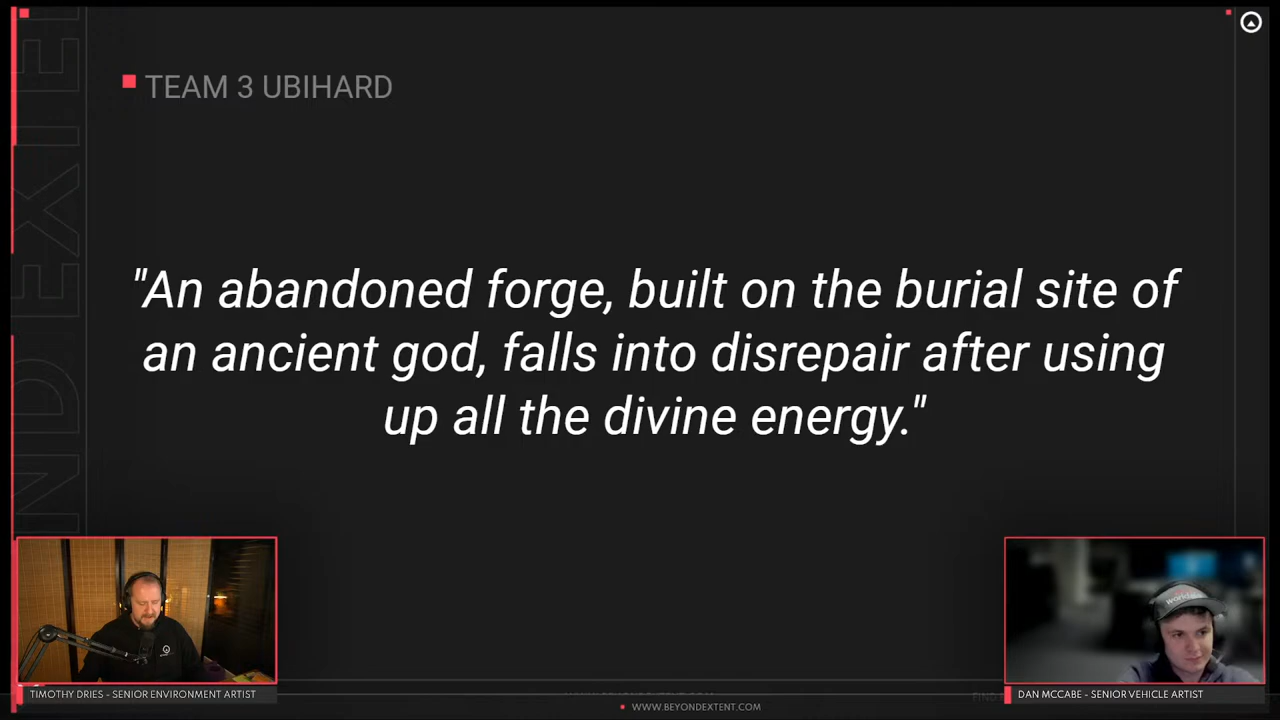 TEAM 3 UBIHARD
"An abandoned forge, built on the burial site of
an ancient god, falls into disrepair after using
up all the divine energy."
TIMOTHY DRIES - SENIOR ENVIRONMENT ARTIST
DAN MCCABE - SENIOR VEHICLE ARTIST
WWW.BEYONDEXTENT.COM